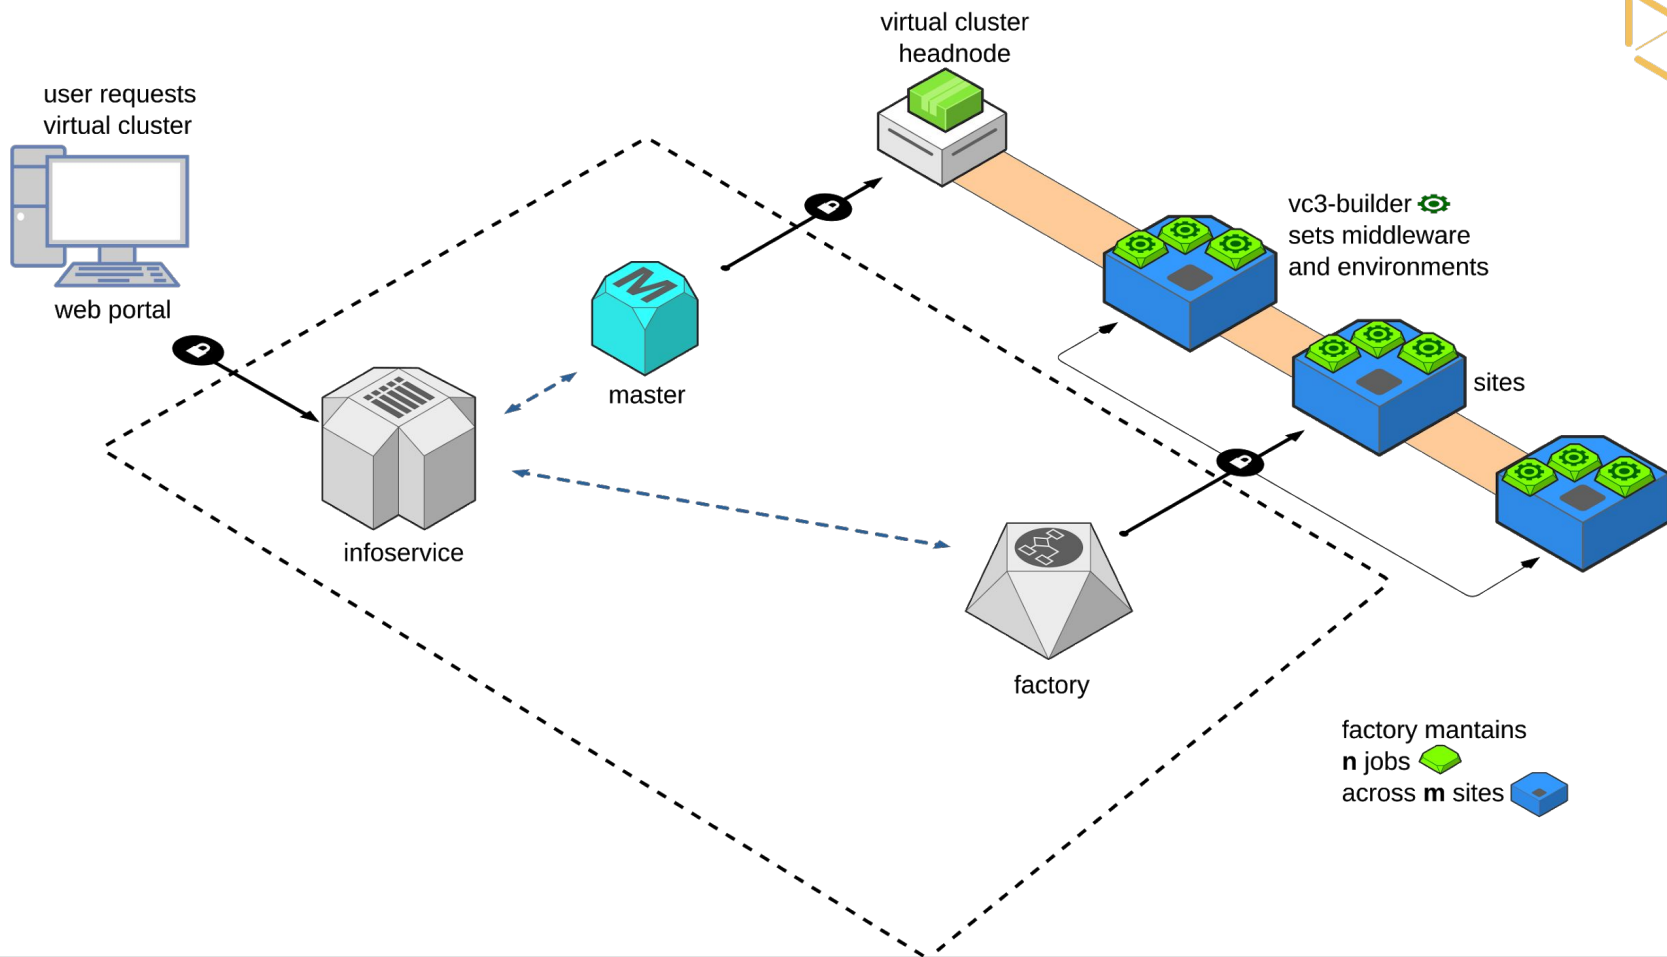 virtual cluster
headnode
user requests
virtual cluster
web portal
vc3-builder
sets middleware
and environments
M
master
sites
infoservice
factory
factory mantains
n jobs
across m sites